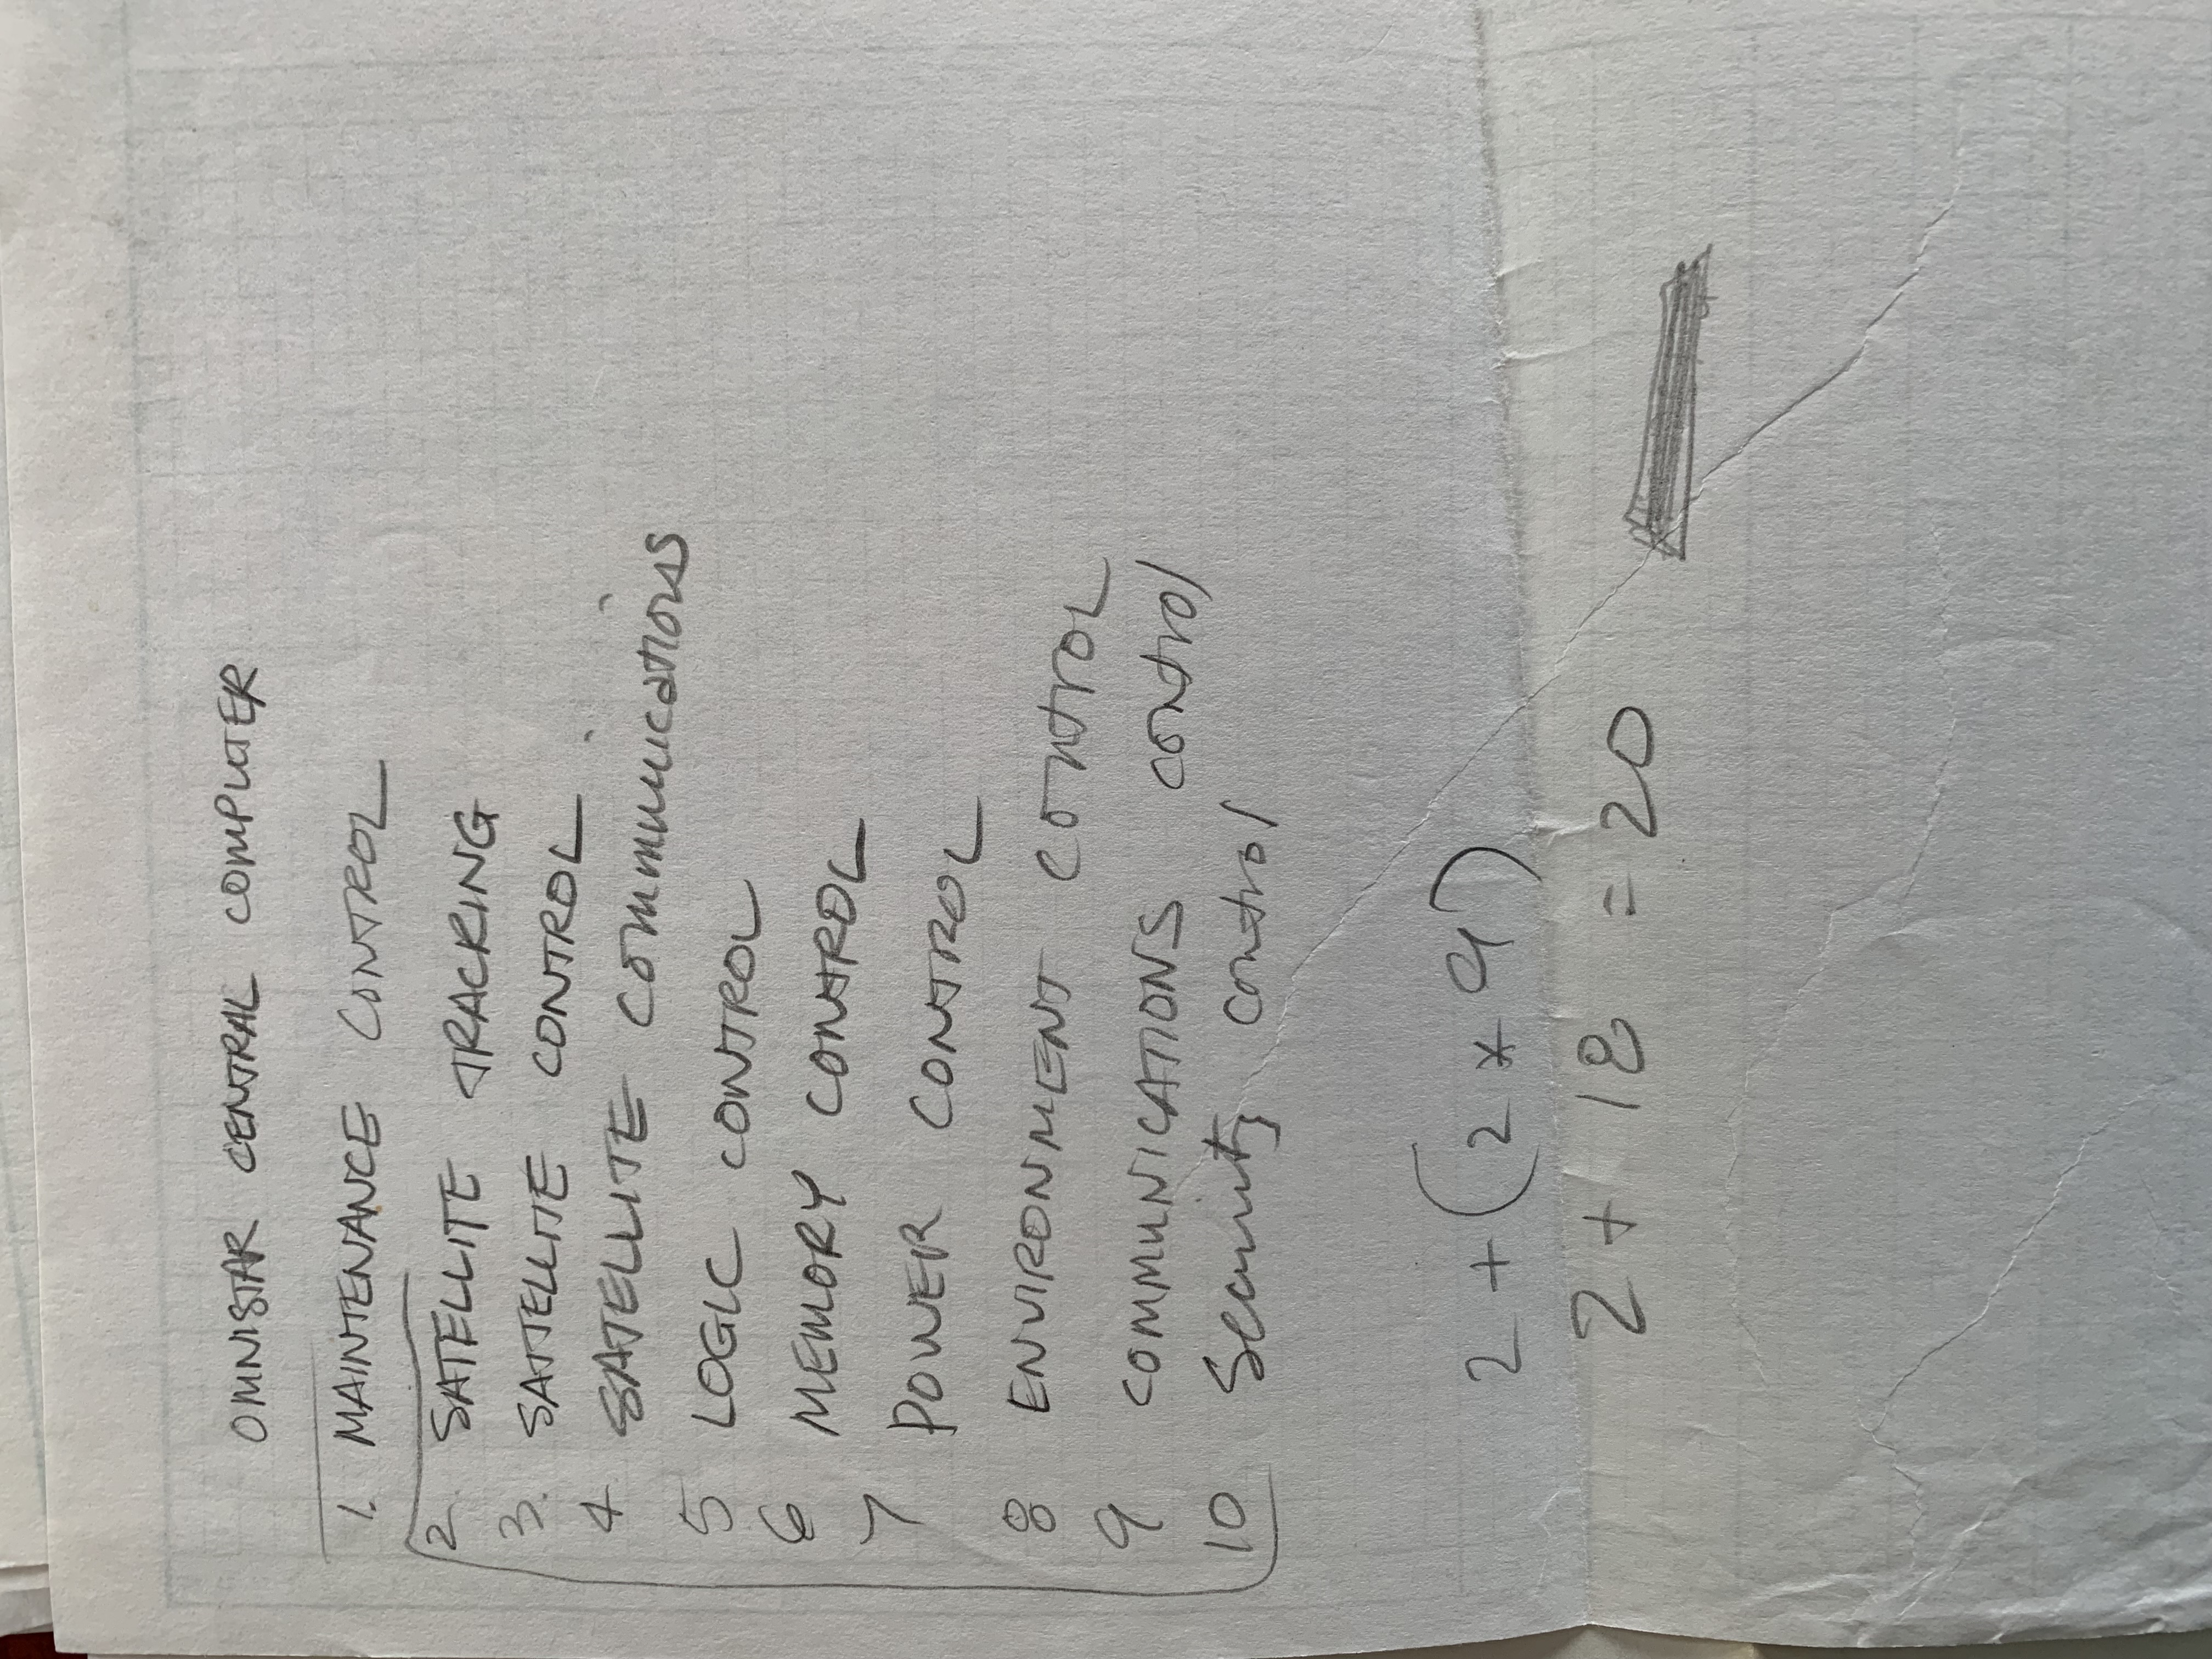 OMNISTAR CENTRAL COMPUTER
1. MAINTENANCE CONTROL
2. SATELLITE TRACKING
3. SATTELLITE CONTROL
4 SATELLITE COMMUNICATIONS
5 LOGIC CONTROL
6 MEMORY CONTROL
7 POWER CONTROL
8 ENVIRONMENT CONTROL
9 COMMUNICATIONS CONTROL
10 Security control
2 + (2 * 9)
2 + 18 = 20